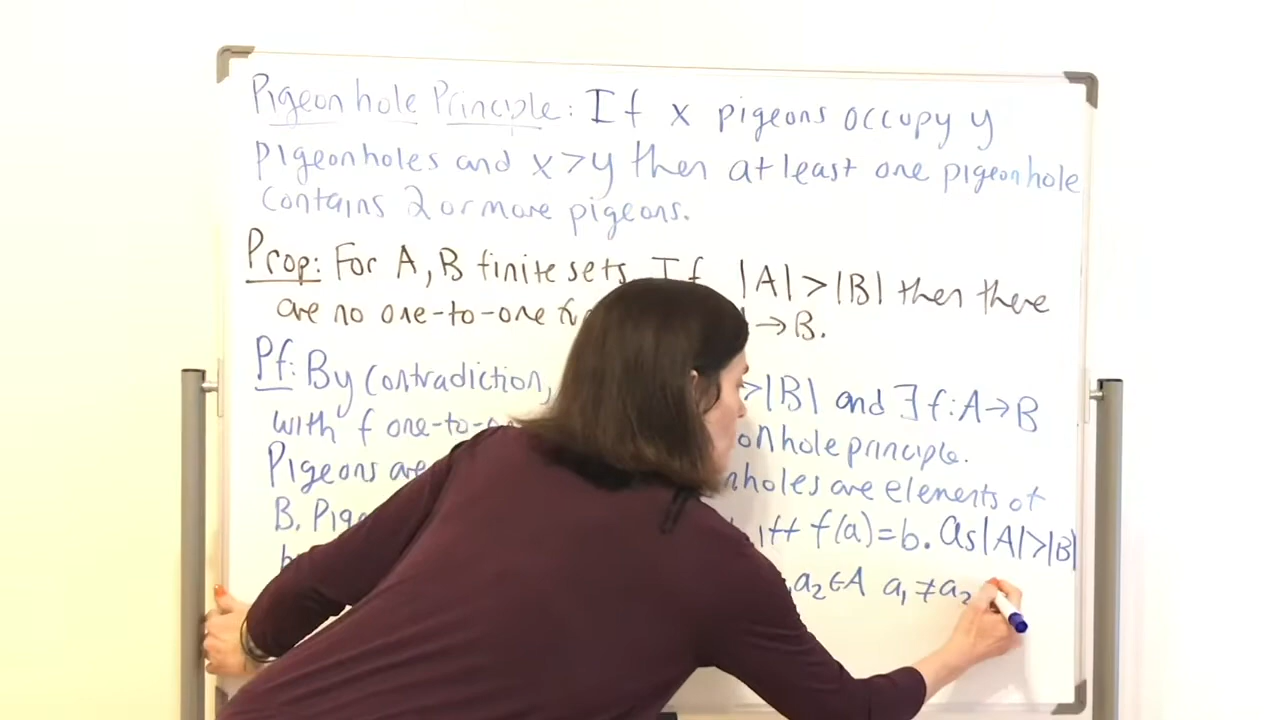 Pigeonhole Principle: If x pigeons occupy y
pigeonholes and x>y then at least one pigeonhole
contains 2 or more pigeons.
Prop: For A, B finite sets. If |A|>|B| then there
are no one-to-one → B.
Pf: By contradiction, >|B| and ∃ f: A→B
with f one-to- hole principle.
Pigeons are holes are elements of
B. iff f(a)=b. as |A|>|B|
a₂∈A a₁≠a₂